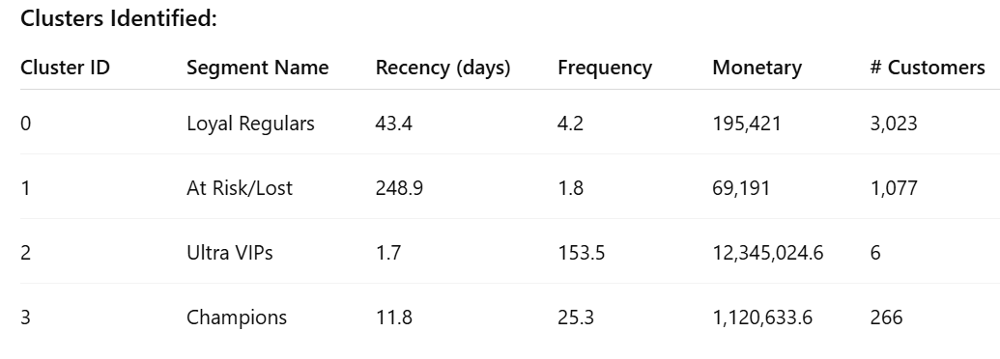 Clusters Identified:
Cluster ID Segment Name Recency (days) Frequency Monetary # Customers
0 Loyal Regulars 43.4 4.2 195,421 3,023
1 At Risk/Lost 248.9 1.8 69,191 1,077
2 Ultra VIPs 1.7 153.5 12,345,024.6 6
3 Champions 11.8 25.3 1,120,633.6 266